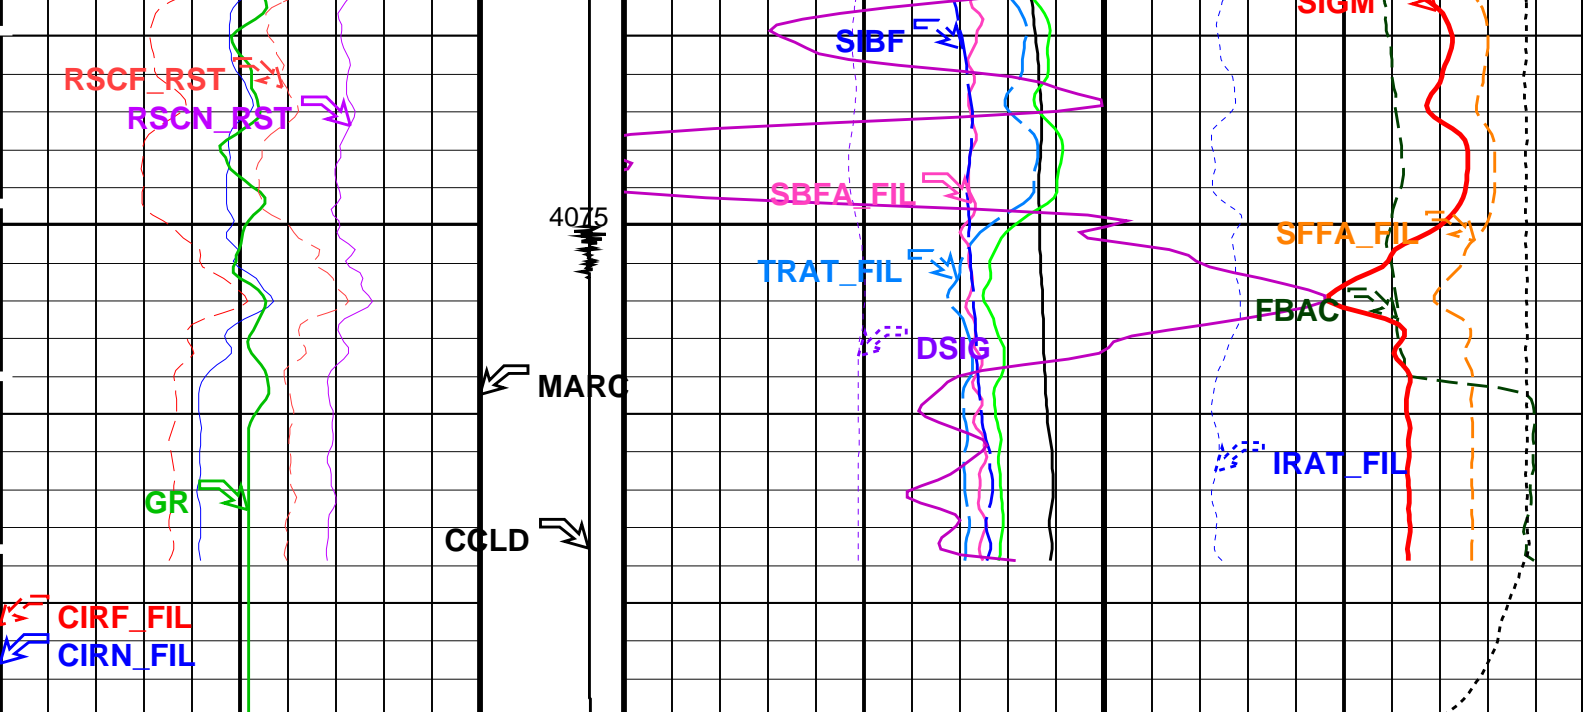 SIGM
SIBF
RSCF_RST
RSCN_RST
SBFA_FIL
4075
SFFA_FIL
TRAT_FIL
FBAC
DSIG
MARC
IRAT_FIL
GR
CCLD
CIRF_FIL
CIRN_FIL